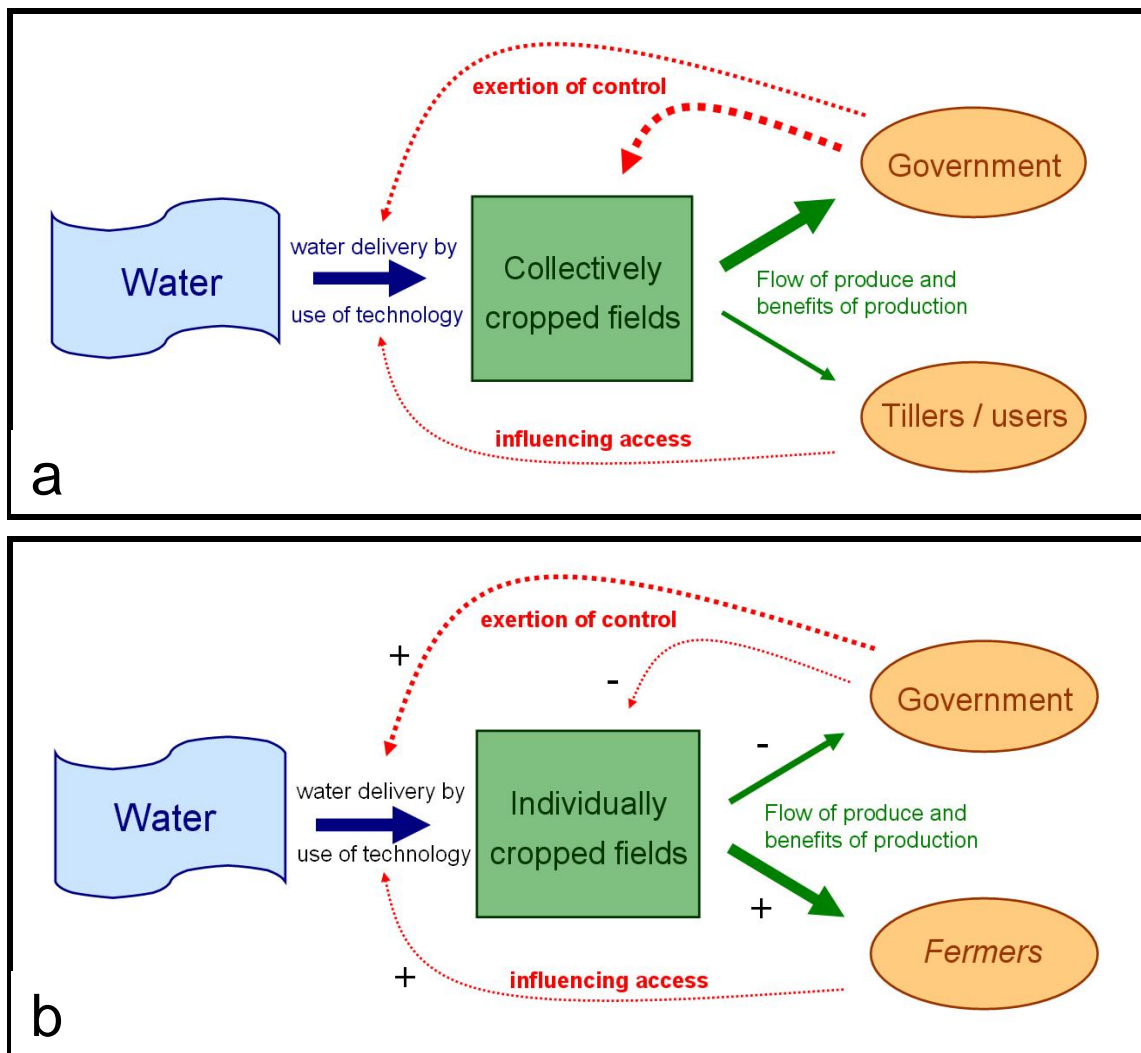 exertion of control
Government
water delivery by
Water
use of technology
Collectively
cropped fields
Flow of produce and
benefits of production
Tillers / users
influencing access
a
exertion of control
+
-
Government
water delivery by
Water
use of technology
Individually
cropped fields
-
Flow of produce and
benefits of production
+
Fermers
+
influencing access
b